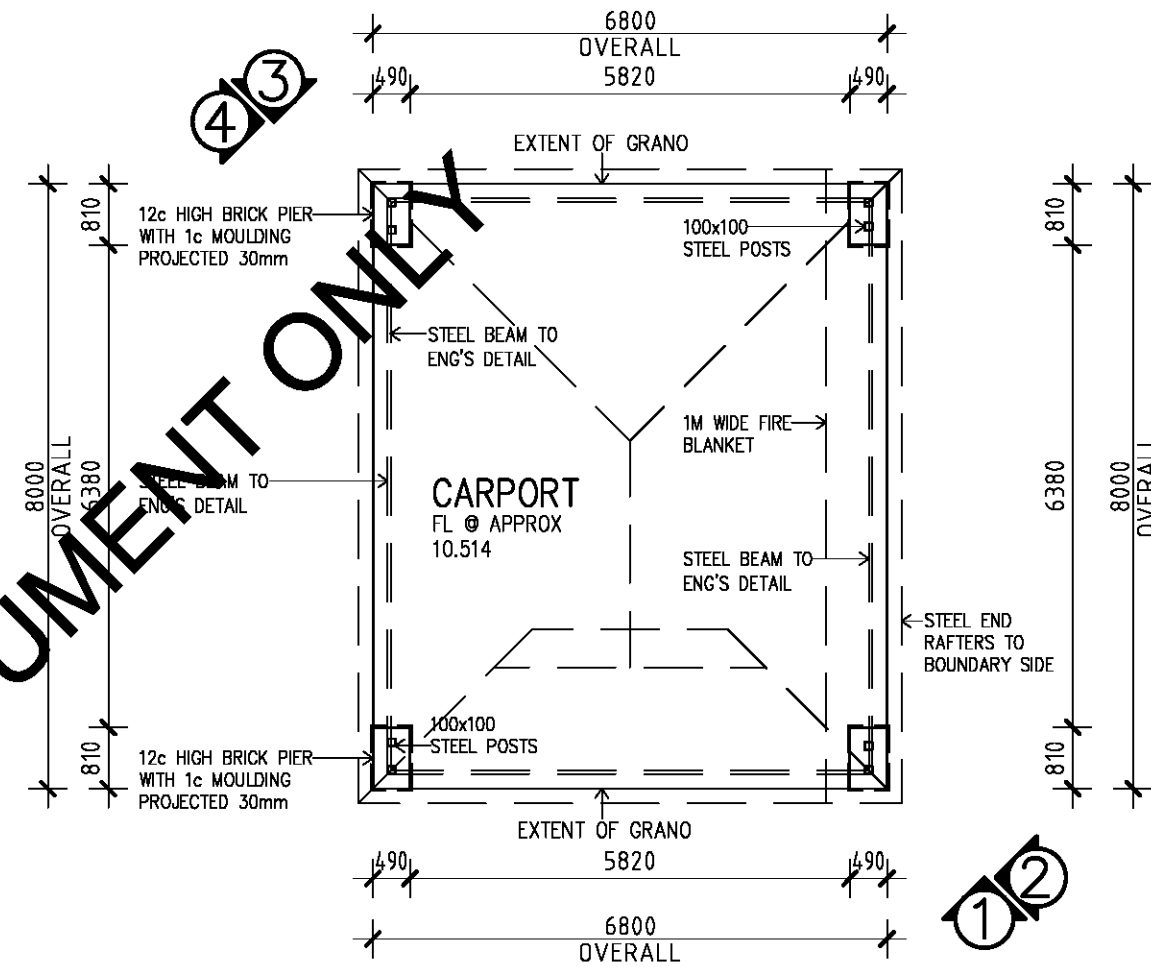 6800
OVERALL
490
5820
490
3
4
EXTENT OF GRANO
810
12c HIGH BRICK PIER
WITH 1c MOULDING
PROJECTED 30mm
100x100
STEEL POSTS
810
STEEL BEAM TO
ENG'S DETAIL
1M WIDE FIRE
BLANKET
8000
OVERALL
6380
STEEL BEAM TO
ENG'S DETAIL
CARPORT
FL @ APPROX
10.514
STEEL BEAM TO
ENG'S DETAIL
6380
8000
OVERALL
STEEL END
RAFTERS TO
BOUNDARY SIDE
UMENT ONLY
810
12c HIGH BRICK PIER
WITH 1c MOULDING
PROJECTED 30mm
100x100
STEEL POSTS
810
EXTENT OF GRANO
490
5820
490
2
1
6800
OVERALL